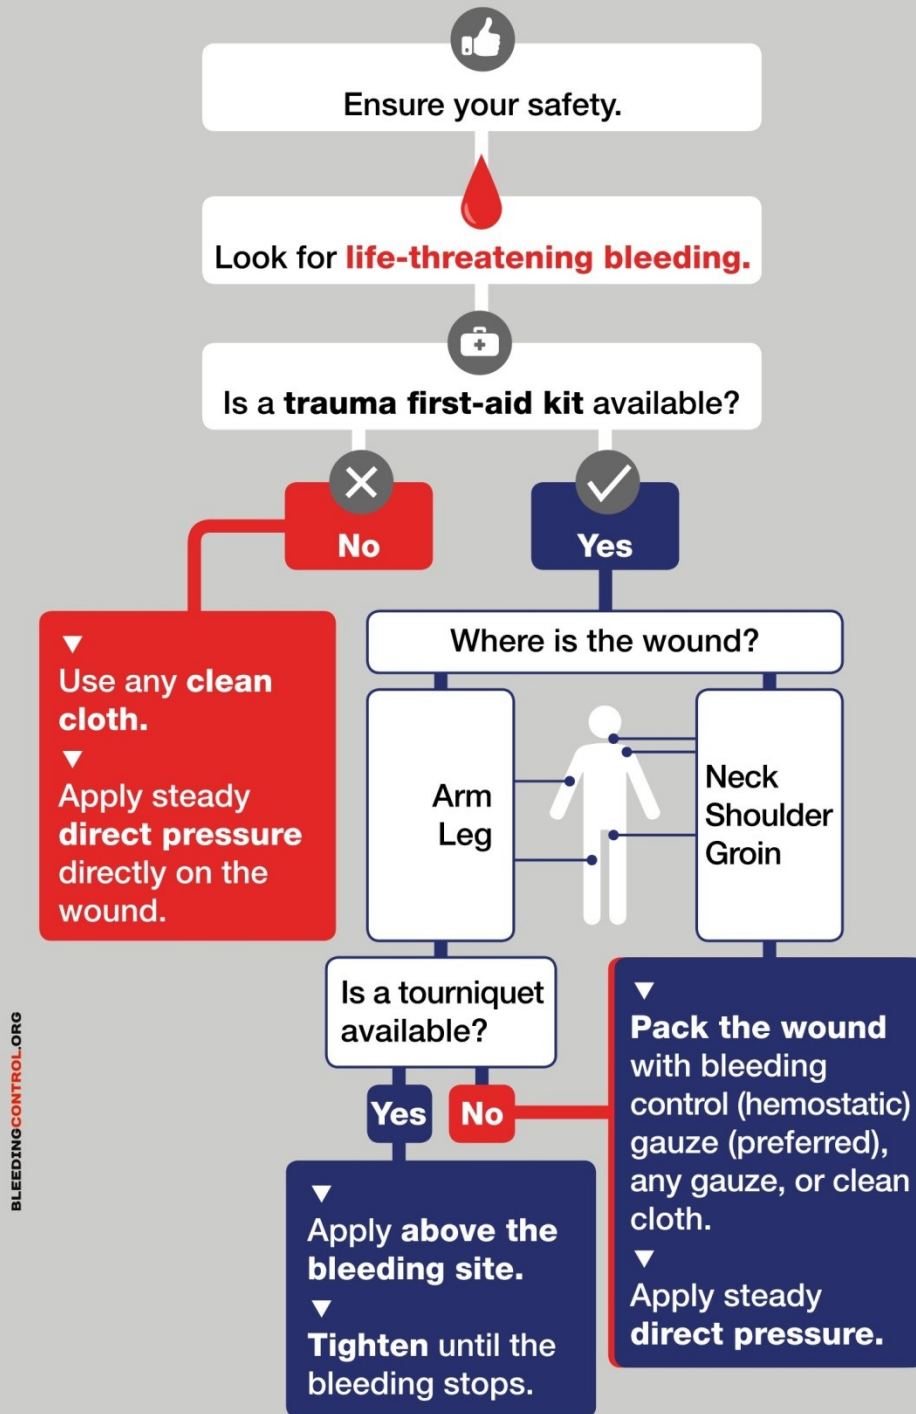 Ensure your safety.
Look for life-threatening bleeding.
Is a trauma first-aid kit available?
No
Yes
▼
Use any clean
cloth.
▼
Apply steady
direct pressure
directly on the
wound.
Where is the wound?
Arm
Leg
Neck
Shoulder
Groin
Is a tourniquet
available?
Yes
No
▼
Apply above the
bleeding site.
▼
Tighten until the
bleeding stops.
▼
Pack the wound
with bleeding
control (hemostatic)
gauze (preferred),
any gauze, or clean
cloth.
▼
Apply steady
direct pressure.
BLEEDINGCONTROL.ORG